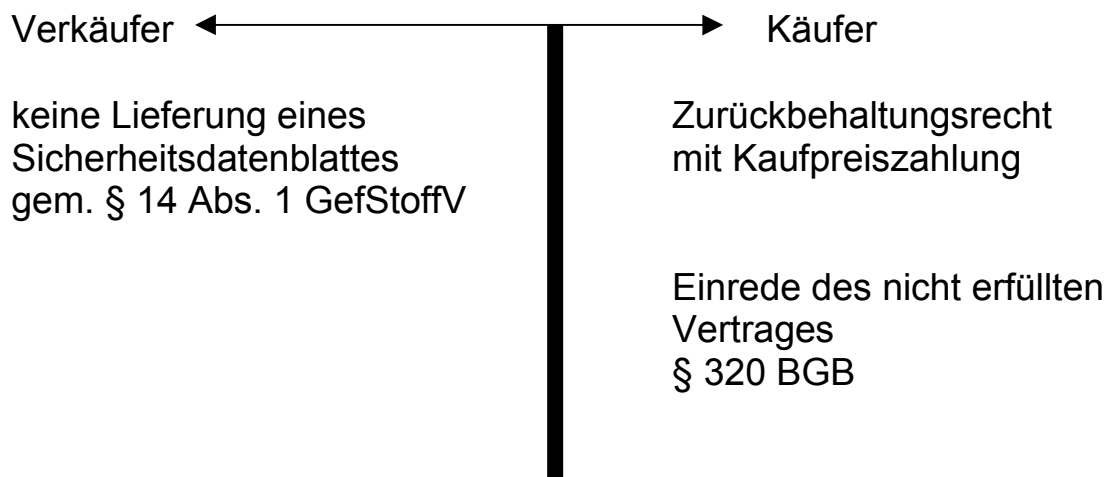 Verkäufer
Käufer
keine Lieferung eines
Sicherheitsdatenblattes
gem. § 14 Abs. 1 GefStoffV
Zurückbehaltungsrecht
mit Kaufpreiszahlung
Einrede des nicht erfüllten
Vertrages
§ 320 BGB